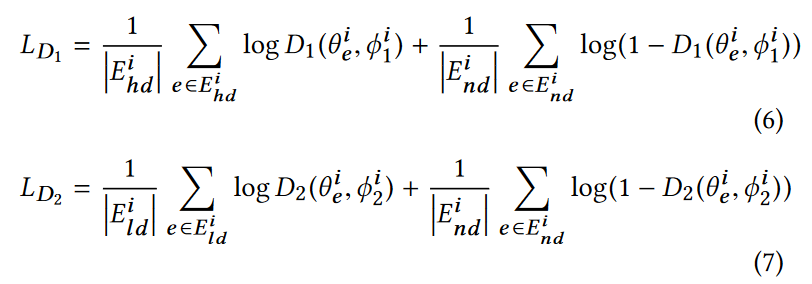 L_{D_1} = \frac{1}{|E^i_{hd}|} \sum_{e \in E^i_{hd}} \log D_1(\theta^i_e, \phi^i_1) + \frac{1}{|E^i_{nd}|} \sum_{e \in E^i_{nd}} \log(1 - D_1(\theta^i_e, \phi^i_1))
(6)
L_{D_2} = \frac{1}{|E^i_{ld}|} \sum_{e \in E^i_{ld}} \log D_2(\theta^i_e, \phi^i_2) + \frac{1}{|E^i_{nd}|} \sum_{e \in E^i_{nd}} \log(1 - D_2(\theta^i_e, \phi^i_2))
(7)